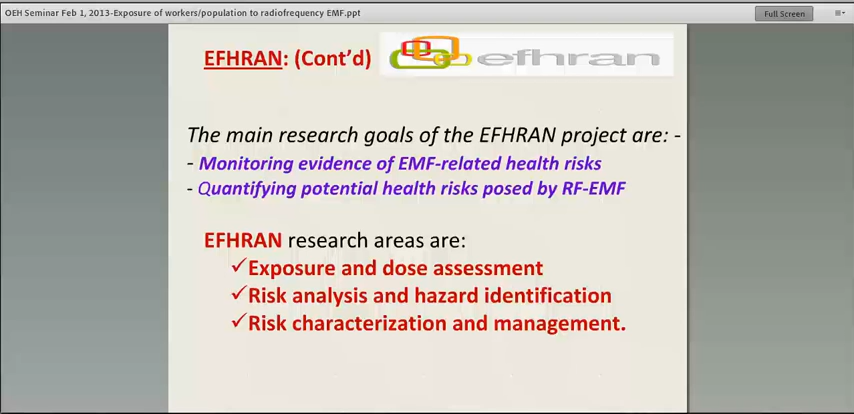 OEH Seminar Feb 1, 2013-Exposure of workers/population to radiofrequency EMF.ppt
Full Screen
EFHRAN: (Cont’d)
efhran
The main research goals of the EFHRAN project are: -
- Monitoring evidence of EMF-related health risks
- Quantifying potential health risks posed by RF-EMF
EFHRAN research areas are:
✓Exposure and dose assessment
✓Risk analysis and hazard identification
✓Risk characterization and management.